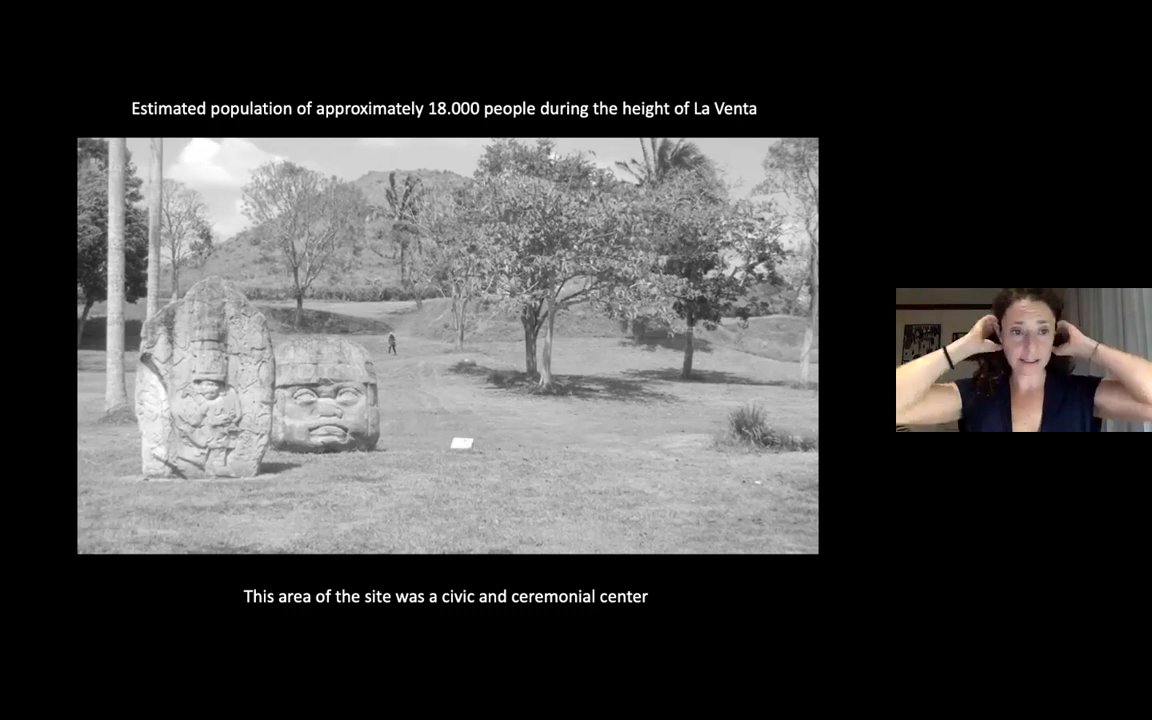 Estimated population of approximately 18.000 people during the height of La Venta
This area of the site was a civic and ceremonial center